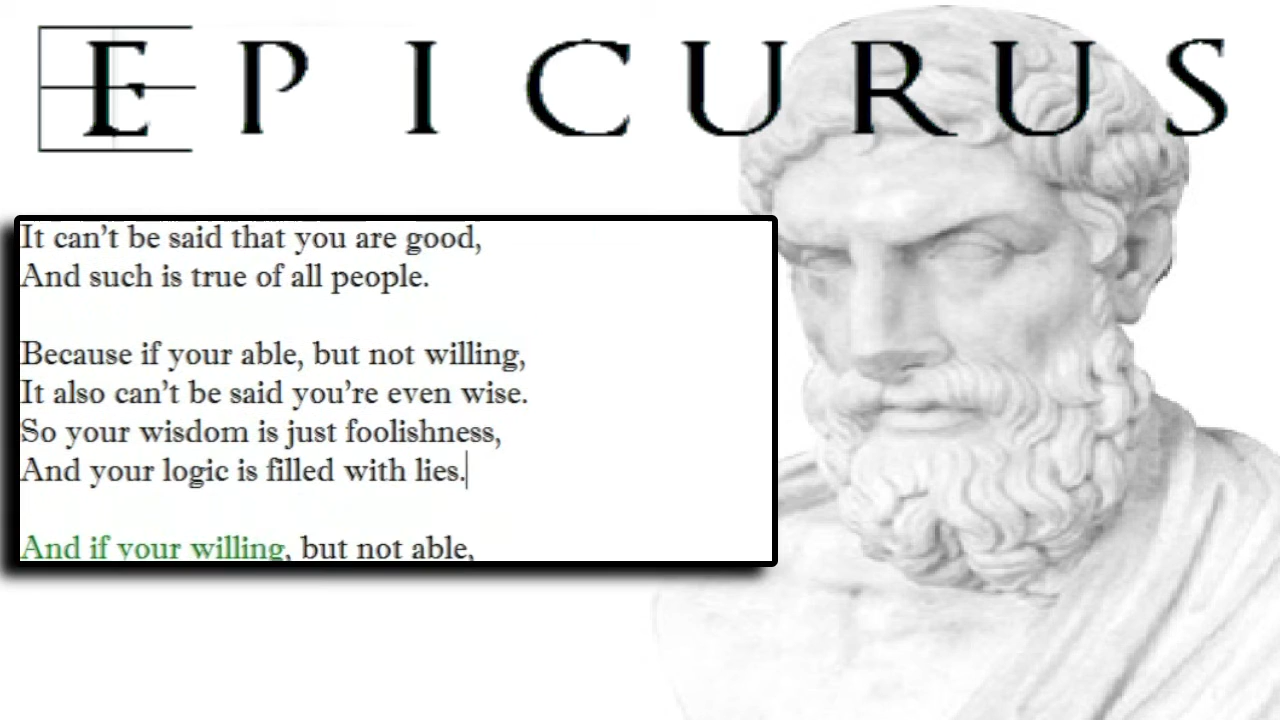 EPICURUS
It can't be said that you are good,
And such is true of all people.
Because if your able, but not willing,
It also can't be said you're even wise.
So your wisdom is just foolishness,
And your logic is filled with lies.
And if your willing, but not able,